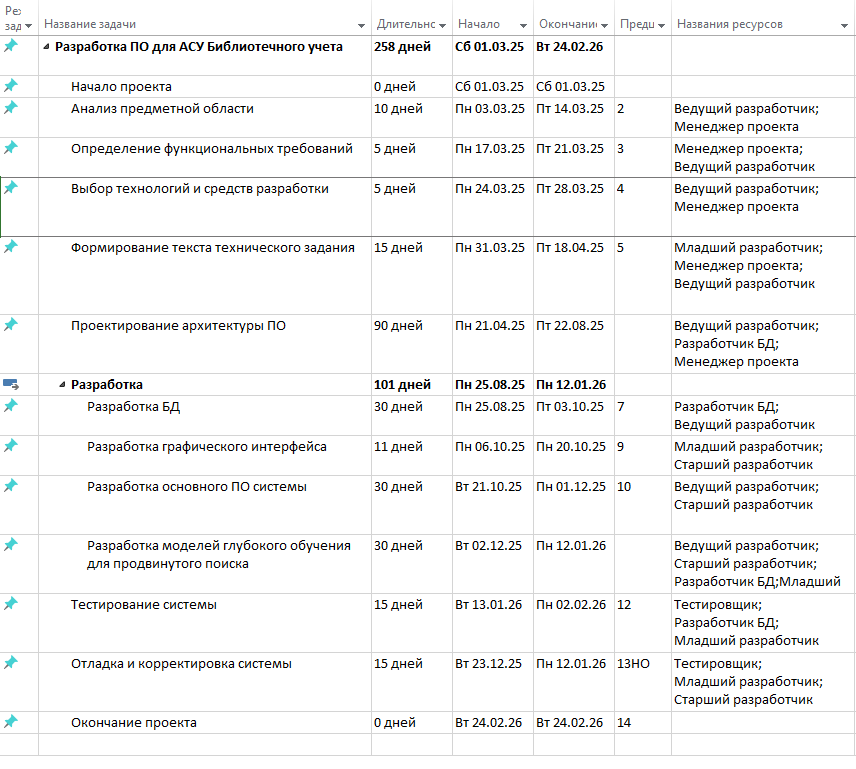 Реж
зад
Название задачи Длительнс Начало Окончание Предш Названия ресурсов
Разработка ПО для АСУ Библиотечного учета 258 дней Сб 01.03.25 Вт 24.02.26
Начало проекта 0 дней Сб 01.03.25 Сб 01.03.25
Анализ предметной области 10 дней Пн 03.03.25 Пт 14.03.25 2 Ведущий разработчик;
Менеджер проекта
Определение функциональных требований 5 дней Пн 17.03.25 Пт 21.03.25 3 Менеджер проекта;
Ведущий разработчик
Выбор технологий и средств разработки 5 дней Пн 24.03.25 Пт 28.03.25 4 Ведущий разработчик;
Менеджер проекта
Формирование текста технического задания 15 дней Пн 31.03.25 Пт 18.04.25 5 Младший разработчик;
Менеджер проекта;
Ведущий разработчик
Проектирование архитектуры ПО 90 дней Пн 21.04.25 Пт 22.08.25 Ведущий разработчик;
Разработчик БД;
Менеджер проекта
Разработка 101 дней Пн 25.08.25 Пн 12.01.26
Разработка БД 30 дней Пн 25.08.25 Пт 03.10.25 7 Разработчик БД;
Ведущий разработчик
Разработка графического интерфейса 11 дней Пн 06.10.25 Пн 20.10.25 9 Младший разработчик;
Старший разработчик
Разработка основного ПО системы 30 дней Вт 21.10.25 Пн 01.12.25 10 Ведущий разработчик;
Старший разработчик
Разработка моделей глубокого обучения 30 дней Вт 02.12.25 Пн 12.01.26 Ведущий разработчик;
для продвинутого поиска Старший разработчик;
Разработчик БД;Младший
Тестирование системы 15 дней Вт 13.01.26 Пн 02.02.26 12 Тестировщик;
Разработчик БД;
Младший разработчик
Отладка и корректировка системы 15 дней Вт 23.12.25 Пн 12.01.26 13НО Тестировщик;
Младший разработчик;
Старший разработчик
Окончание проекта 0 дней Вт 24.02.26 Вт 24.02.26 14